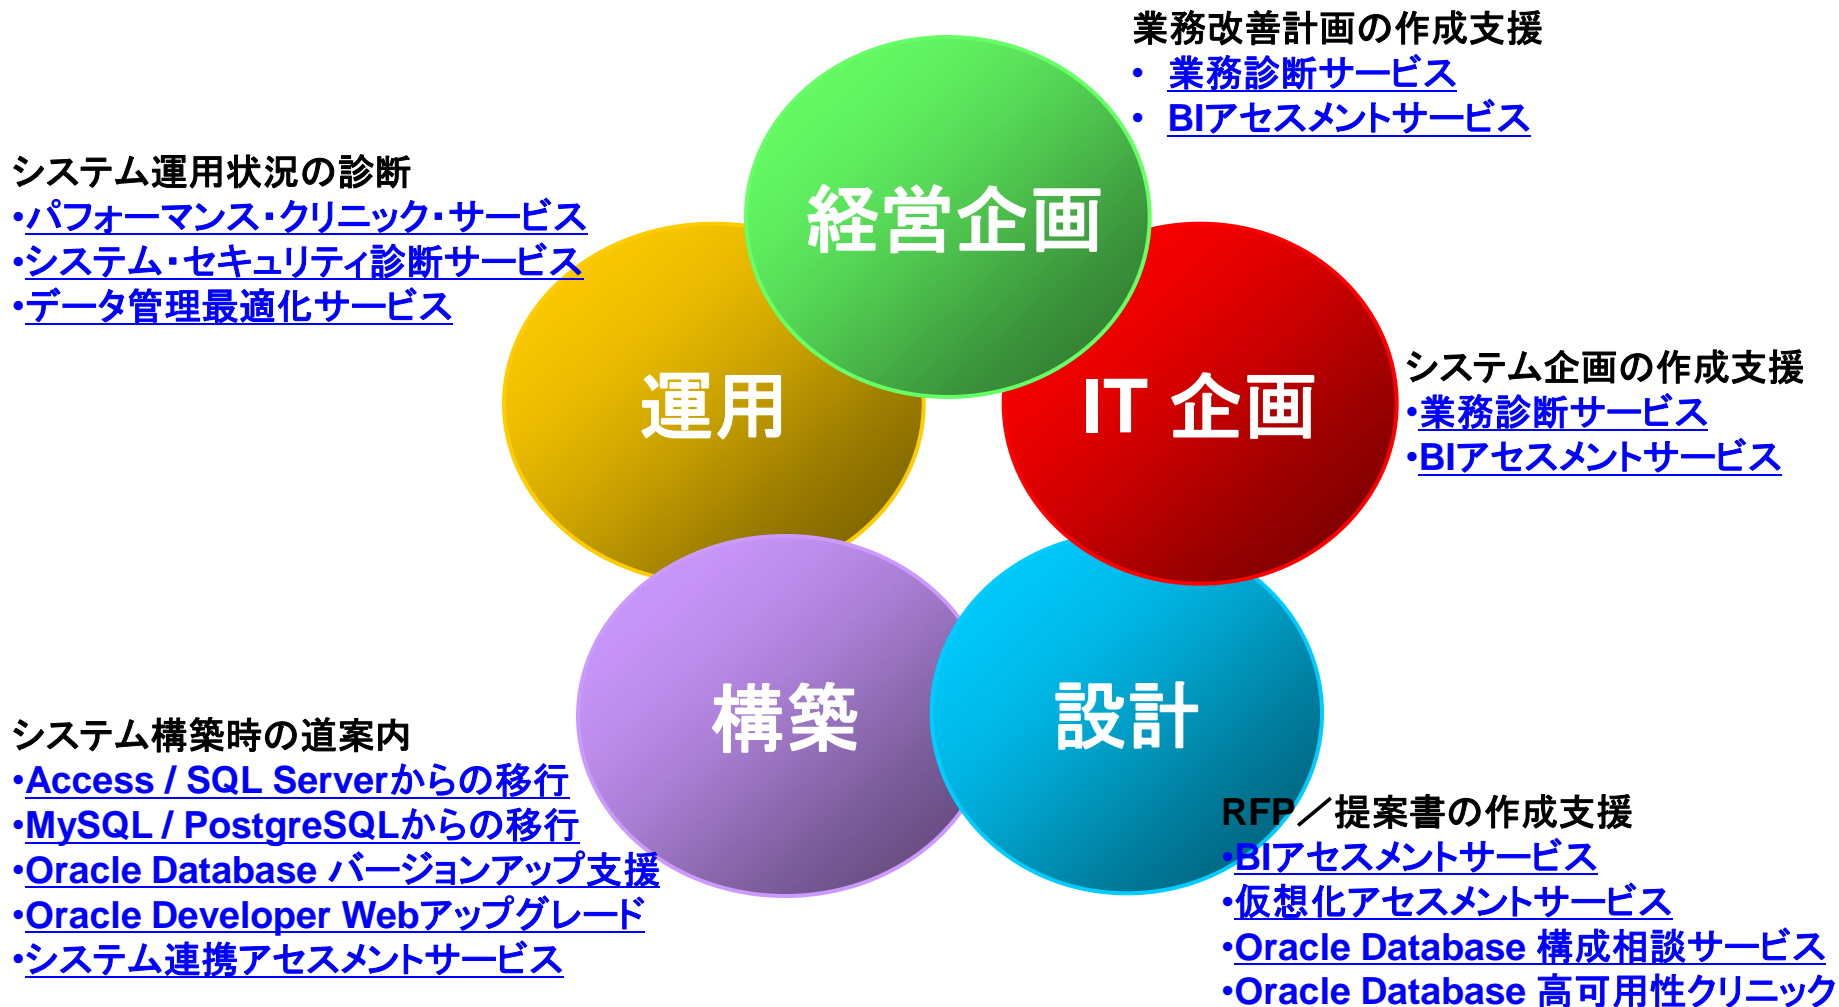 業務改善計画の作成支援
• 業務診断サービス
• BIアセスメントサービス
システム運用状況の診断
•パフォーマンス・クリニック・サービス
•システム・セキュリティ診断サービス
•データ管理最適化サービス
経営企画
運用
IT 企画
システム企画の作成支援
•業務診断サービス
•BIアセスメントサービス
構築
設計
システム構築時の道案内
•Access / SQL Serverからの移行
•MySQL / PostgreSQLからの移行
•Oracle Database バージョンアップ支援
•Oracle Developer Webアップグレード
•システム連携アセスメントサービス
RFP／提案書の作成支援
•BIアセスメントサービス
•仮想化アセスメントサービス
•Oracle Database 構成相談サービス
•Oracle Database 高可用性クリニック